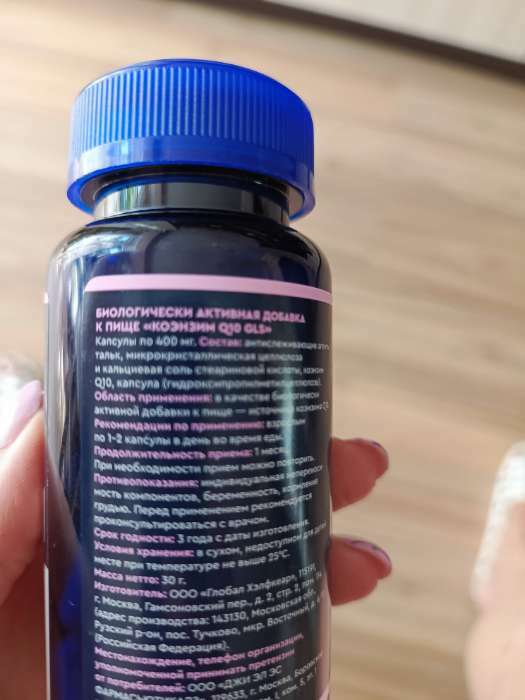 БИОЛОГИЧЕСКИ АКТИВНАЯ ДОБАВКА
К ПИЩЕ «КОЭНЗИМ Q10 GLS»
Капсулы по 400 мг. Состав: антислеживающие
тальк, микрокристаллическая целлюлоза
и кальциевая соль стеариновой кислоты, коэнзим
Q10, капсула (гидроксипропилметилцеллюлоза).
Область применения: в качестве биологически
активной добавки к пище – источника коэнзима
Рекомендации по применению: взрослым
по 1-2 капсулы в день во время еды.
Продолжительность приема: 1 месяц
При необходимости прием можно повторить.
Противопоказания: индивидуальная неперено
мость компонентов, беременность, кормление
грудью. Перед применением рекомендуется
проконсультироваться с врачом.
Срок годности: 3 года с даты изготовления.
Условия хранения: в сухом, недоступном для детей
месте при температуре не выше 25°C.
Масса нетто: 30 г.
Изготовитель: ООО «Глобал Хэлфкеар», 115191,
г. Москва, Гамсоновский пер., д. 2, стр. 2,
(адрес производства: 143130, Московская обл.,
Рузский р-он, пос. Тучково, мкр. Восточный,
(Российская Федерация).
Местонахождение, телефон организации,
уполномоченной принимать претензии
от потребителей: ООО «ДЖИ ЭЛ ЭС
119633, г. Москва,